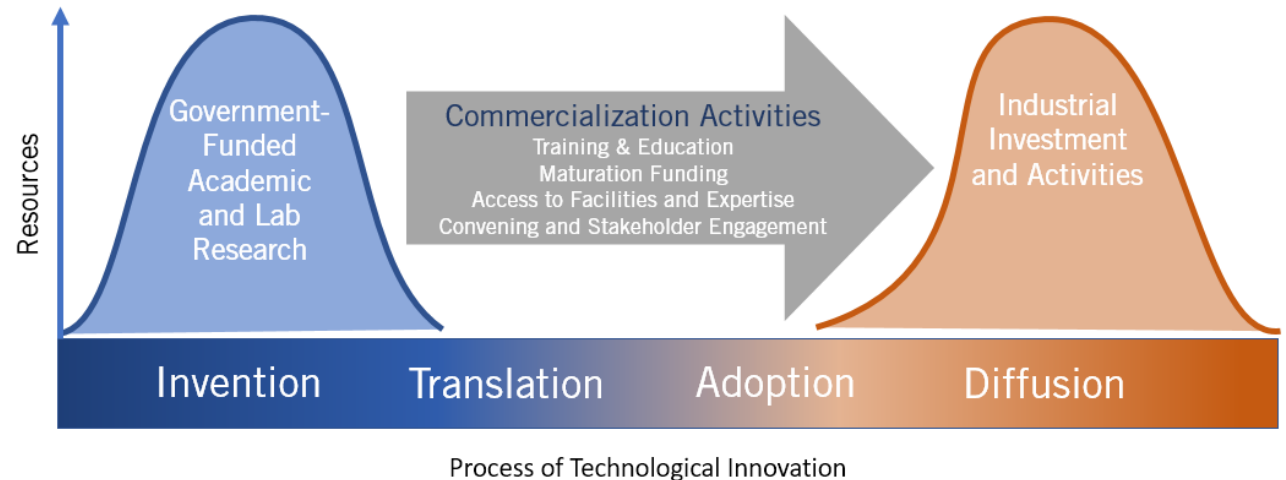 Resources
Government-
Funded
Academic
and Lab
Research
Commercialization Activities
Training & Education
Maturation Funding
Access to Facilities and Expertise
Convening and Stakeholder Engagement
Industrial
Investment
and Activities
Invention
Translation
Adoption
Diffusion
Process of Technological Innovation